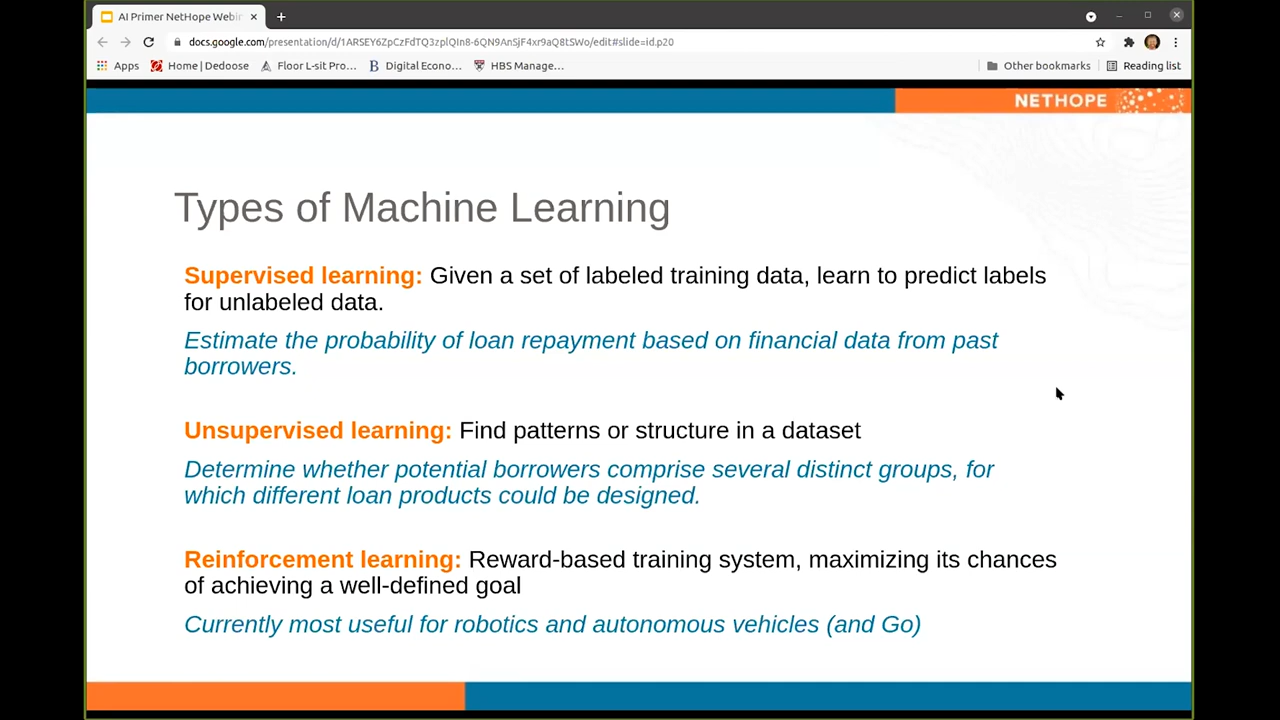 AI Primer NetHope Webin
docs.google.com/presentation/d/1ARSEY6ZpCzFdTQ3zplQIn8-6QN9AnSjF4xr9aQ8tSWo/edit#slide=id.p20
Apps Home | Dedoose Floor L-sit Pro... B Digital Econo... HBS Manage... Other bookmarks Reading list
NETHOPE
Types of Machine Learning
Supervised learning: Given a set of labeled training data, learn to predict labels
for unlabeled data.
Estimate the probability of loan repayment based on financial data from past
borrowers.
Unsupervised learning: Find patterns or structure in a dataset
Determine whether potential borrowers comprise several distinct groups, for
which different loan products could be designed.
Reinforcement learning: Reward-based training system, maximizing its chances
of achieving a well-defined goal
Currently most useful for robotics and autonomous vehicles (and Go)